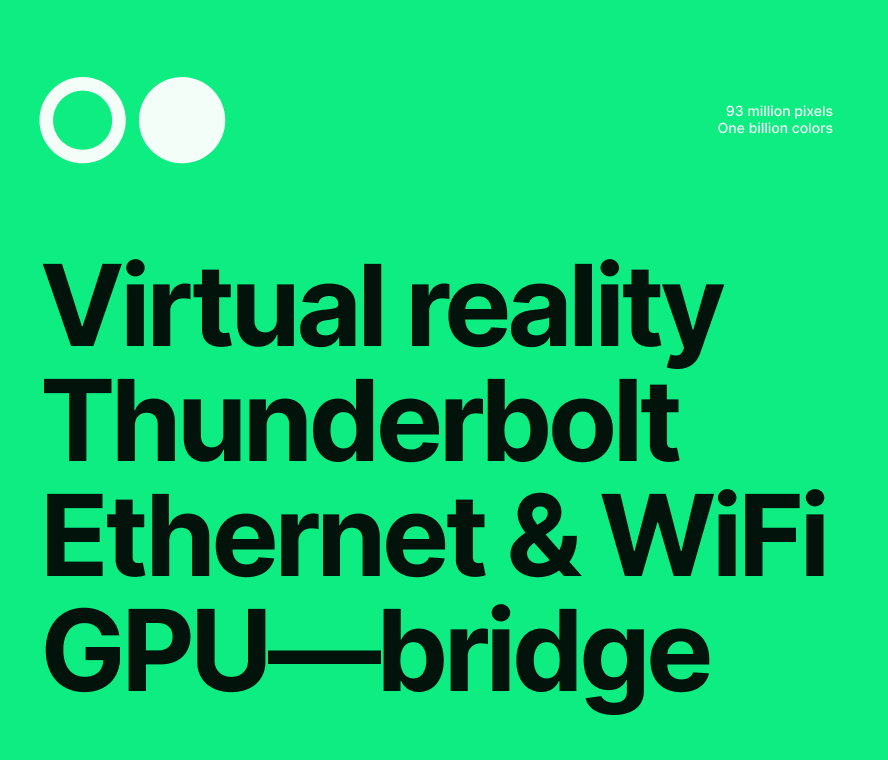 93 million pixels
One billion colors
Virtual reality
Thunderbolt
Ethernet & WiFi
GPU—bridge